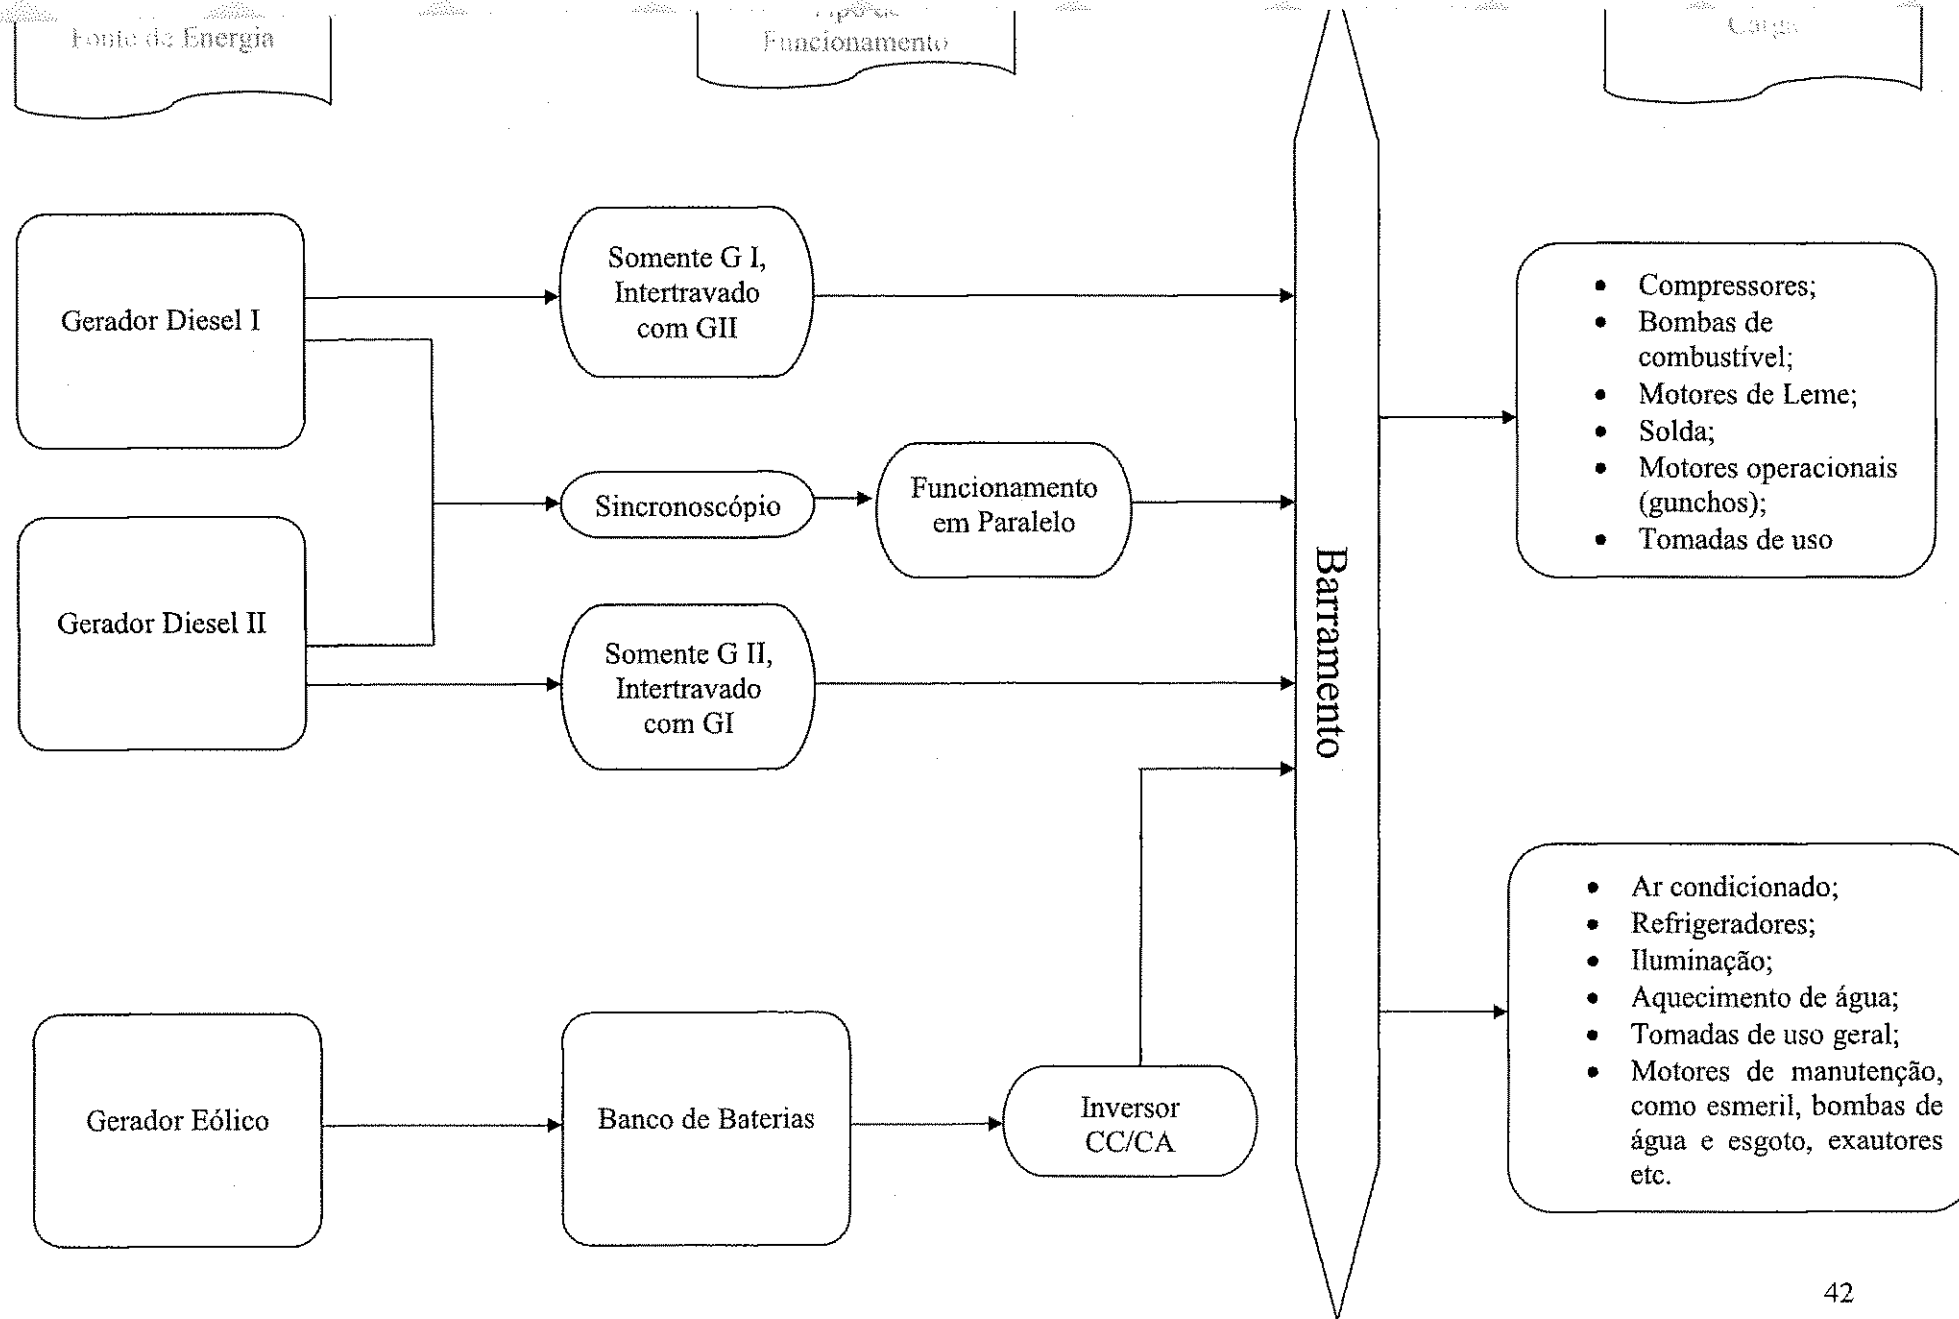 Fonte de Energia
Tipo de
Funcionamento
Carga
Gerador Diesel I
Somente G I,
Intertravado
com GII
Sincronoscópio
Funcionamento
em Paralelo
Gerador Diesel II
Somente G II,
Intertravado
com GI
Gerador Eólico
Banco de Baterias
Inversor
CC/CA
Barramento
• Compressores;
• Bombas de
combustível;
• Motores de Leme;
• Solda;
• Motores operacionais
(gunchos);
• Tomadas de uso
• Ar condicionado;
• Refrigeradores;
• Iluminação;
• Aquecimento de água;
• Tomadas de uso geral;
• Motores de manutenção,
como esmeril, bombas de
água e esgoto, exautores
etc.
42